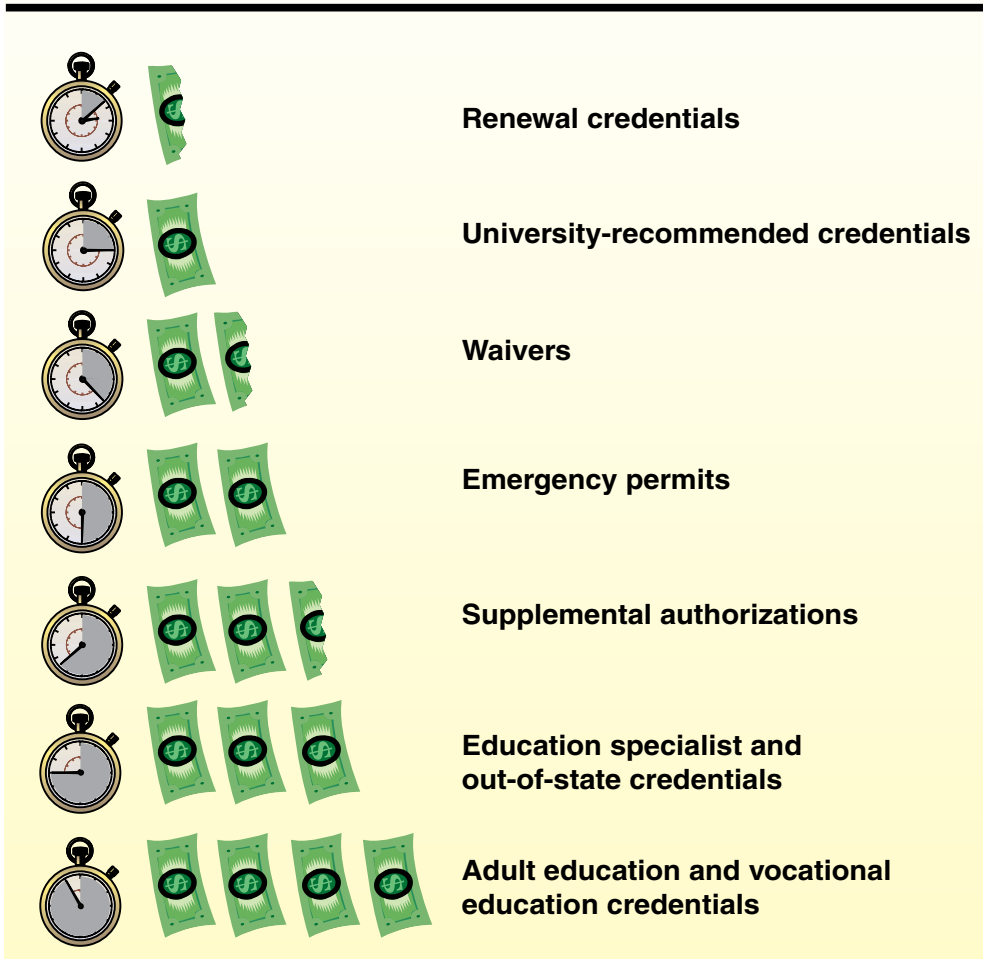 Renewal credentials
University-recommended credentials
Waivers
Emergency permits
Supplemental authorizations
Education specialist and
out-of-state credentials
Adult education and vocational
education credentials